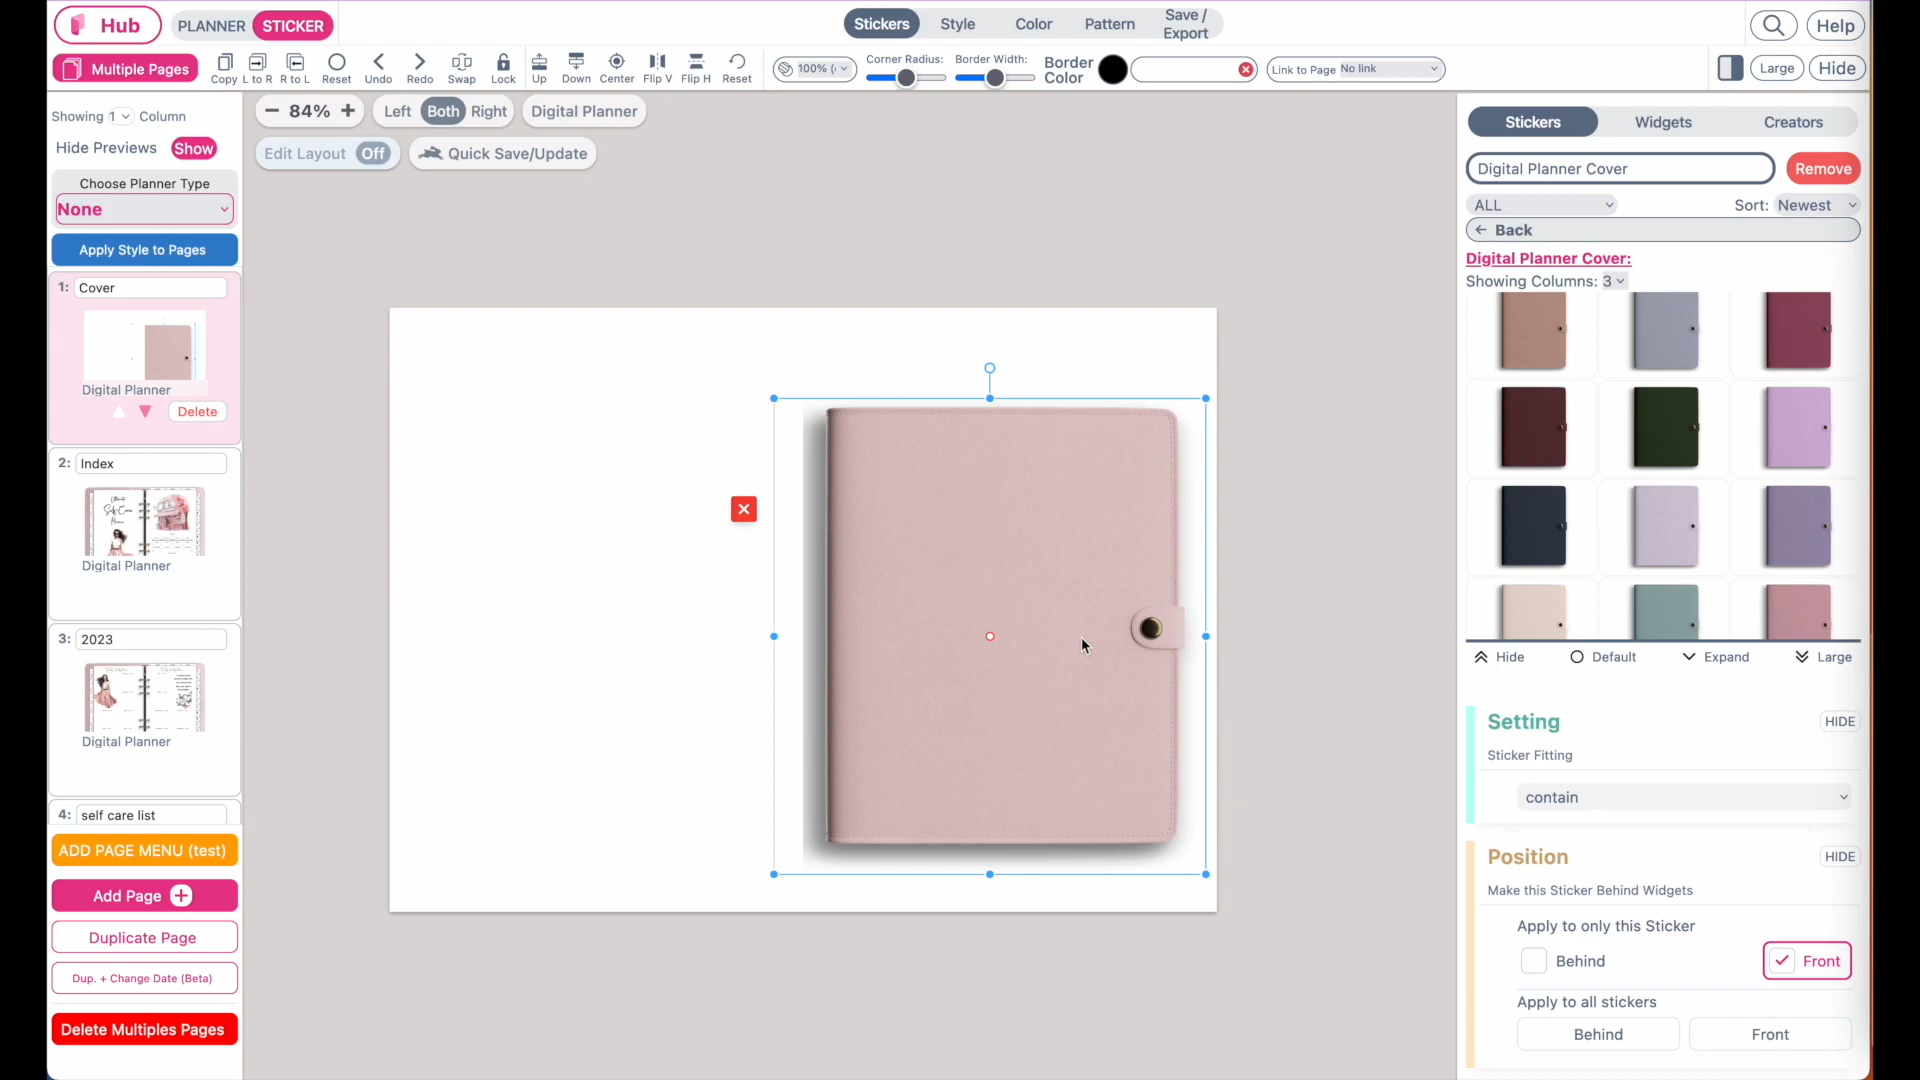 Hub
PLANNER STICKER
Stickers Style Color Pattern Save / Export
Help
Multiple Pages
Copy L to R R to L Reset Undo Redo Swap Lock Up Down Center Flip V Flip H Reset
100% (
Corner Radius: Border Width: Border Color
Link to Page No link
Large Hide
Showing 1 Column
Hide Previews Show
Choose Planner Type
None
Apply Style to Pages
1: Cover
Digital Planner
Delete
2: Index
Digital Planner
3: 2023
Digital Planner
4: self care list
ADD PAGE MENU (test)
Add Page +
Duplicate Page
Dup. + Change Date (Beta)
Delete Multiples Pages
− 84% +
Left Both Right
Digital Planner
Edit Layout Off
Quick Save/Update
Stickers Widgets Creators
Digital Planner Cover
Remove
ALL
Sort: Newest
← Back
Digital Planner Cover:
Showing Columns: 3
Hide Default Expand Large
Setting HIDE
Sticker Fitting
contain
Position HIDE
Make this Sticker Behind Widgets
Apply to only this Sticker
Behind Front
Apply to all stickers
Behind Front